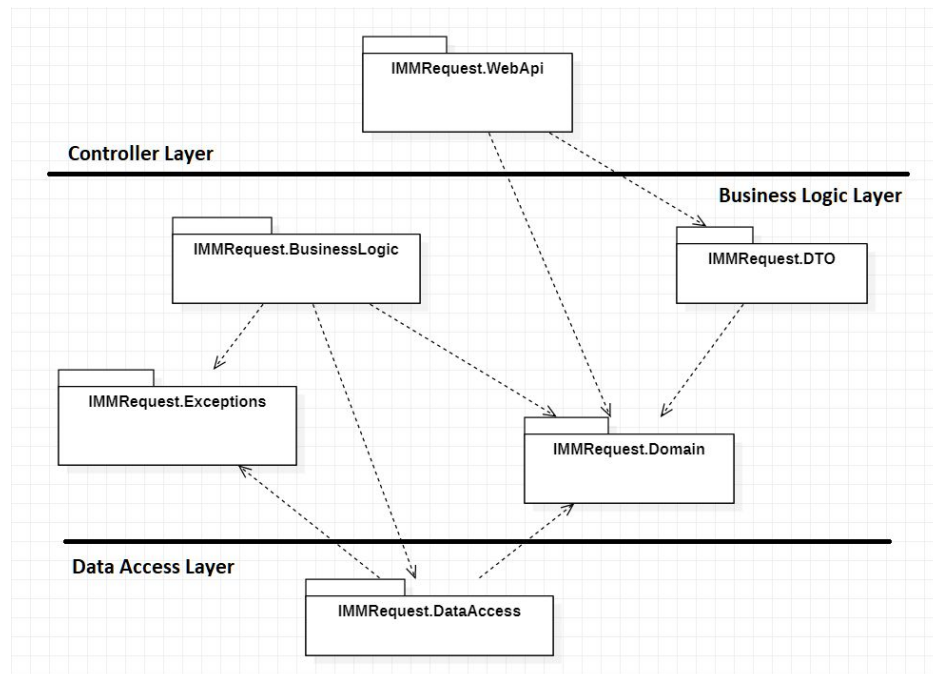 IMMRequest.WebApi
Controller Layer
Business Logic Layer
IMMRequest.BusinessLogic
IMMRequest.DTO
IMMRequest.Exceptions
IMMRequest.Domain
Data Access Layer
IMMRequest.DataAccess